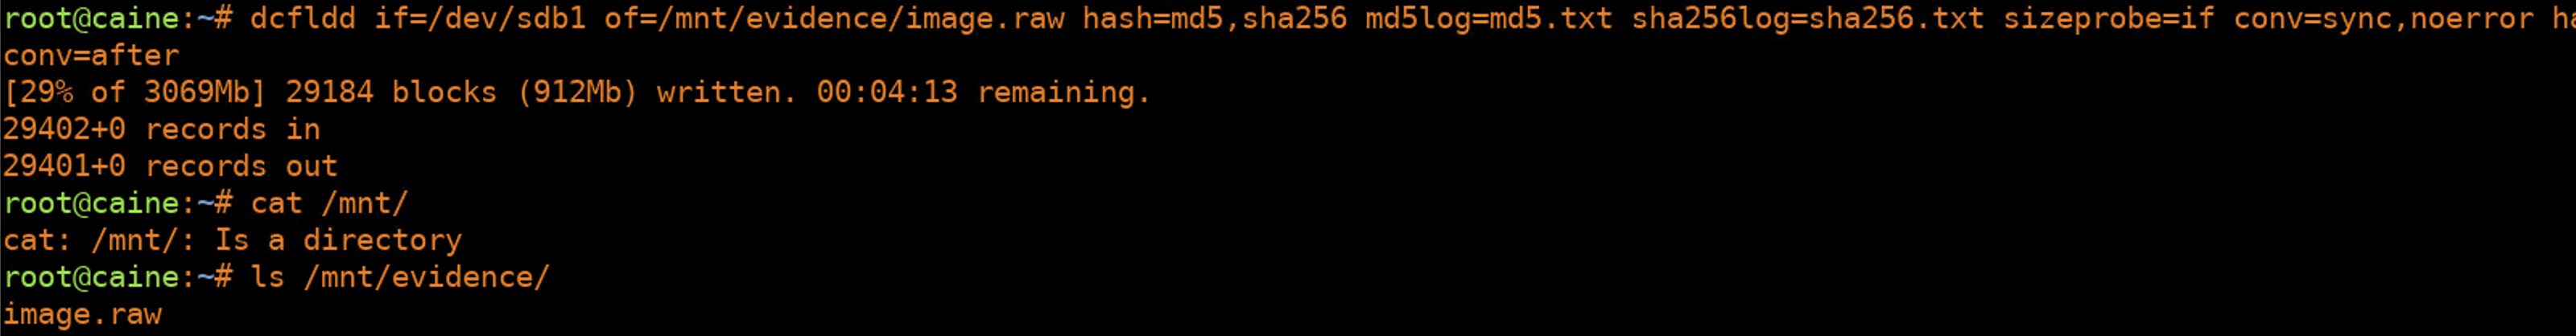 root@caine:~# dcfldd if=/dev/sdb1 of=/mnt/evidence/image.raw hash=md5,sha256 md5log=md5.txt sha256log=sha256.txt sizeprobe=if conv=sync,noerror ha
conv=after
[29% of 3069Mb] 29184 blocks (912Mb) written. 00:04:13 remaining.
29402+0 records in
29401+0 records out
root@caine:~# cat /mnt/
cat: /mnt/: Is a directory
root@caine:~# ls /mnt/evidence/
image.raw